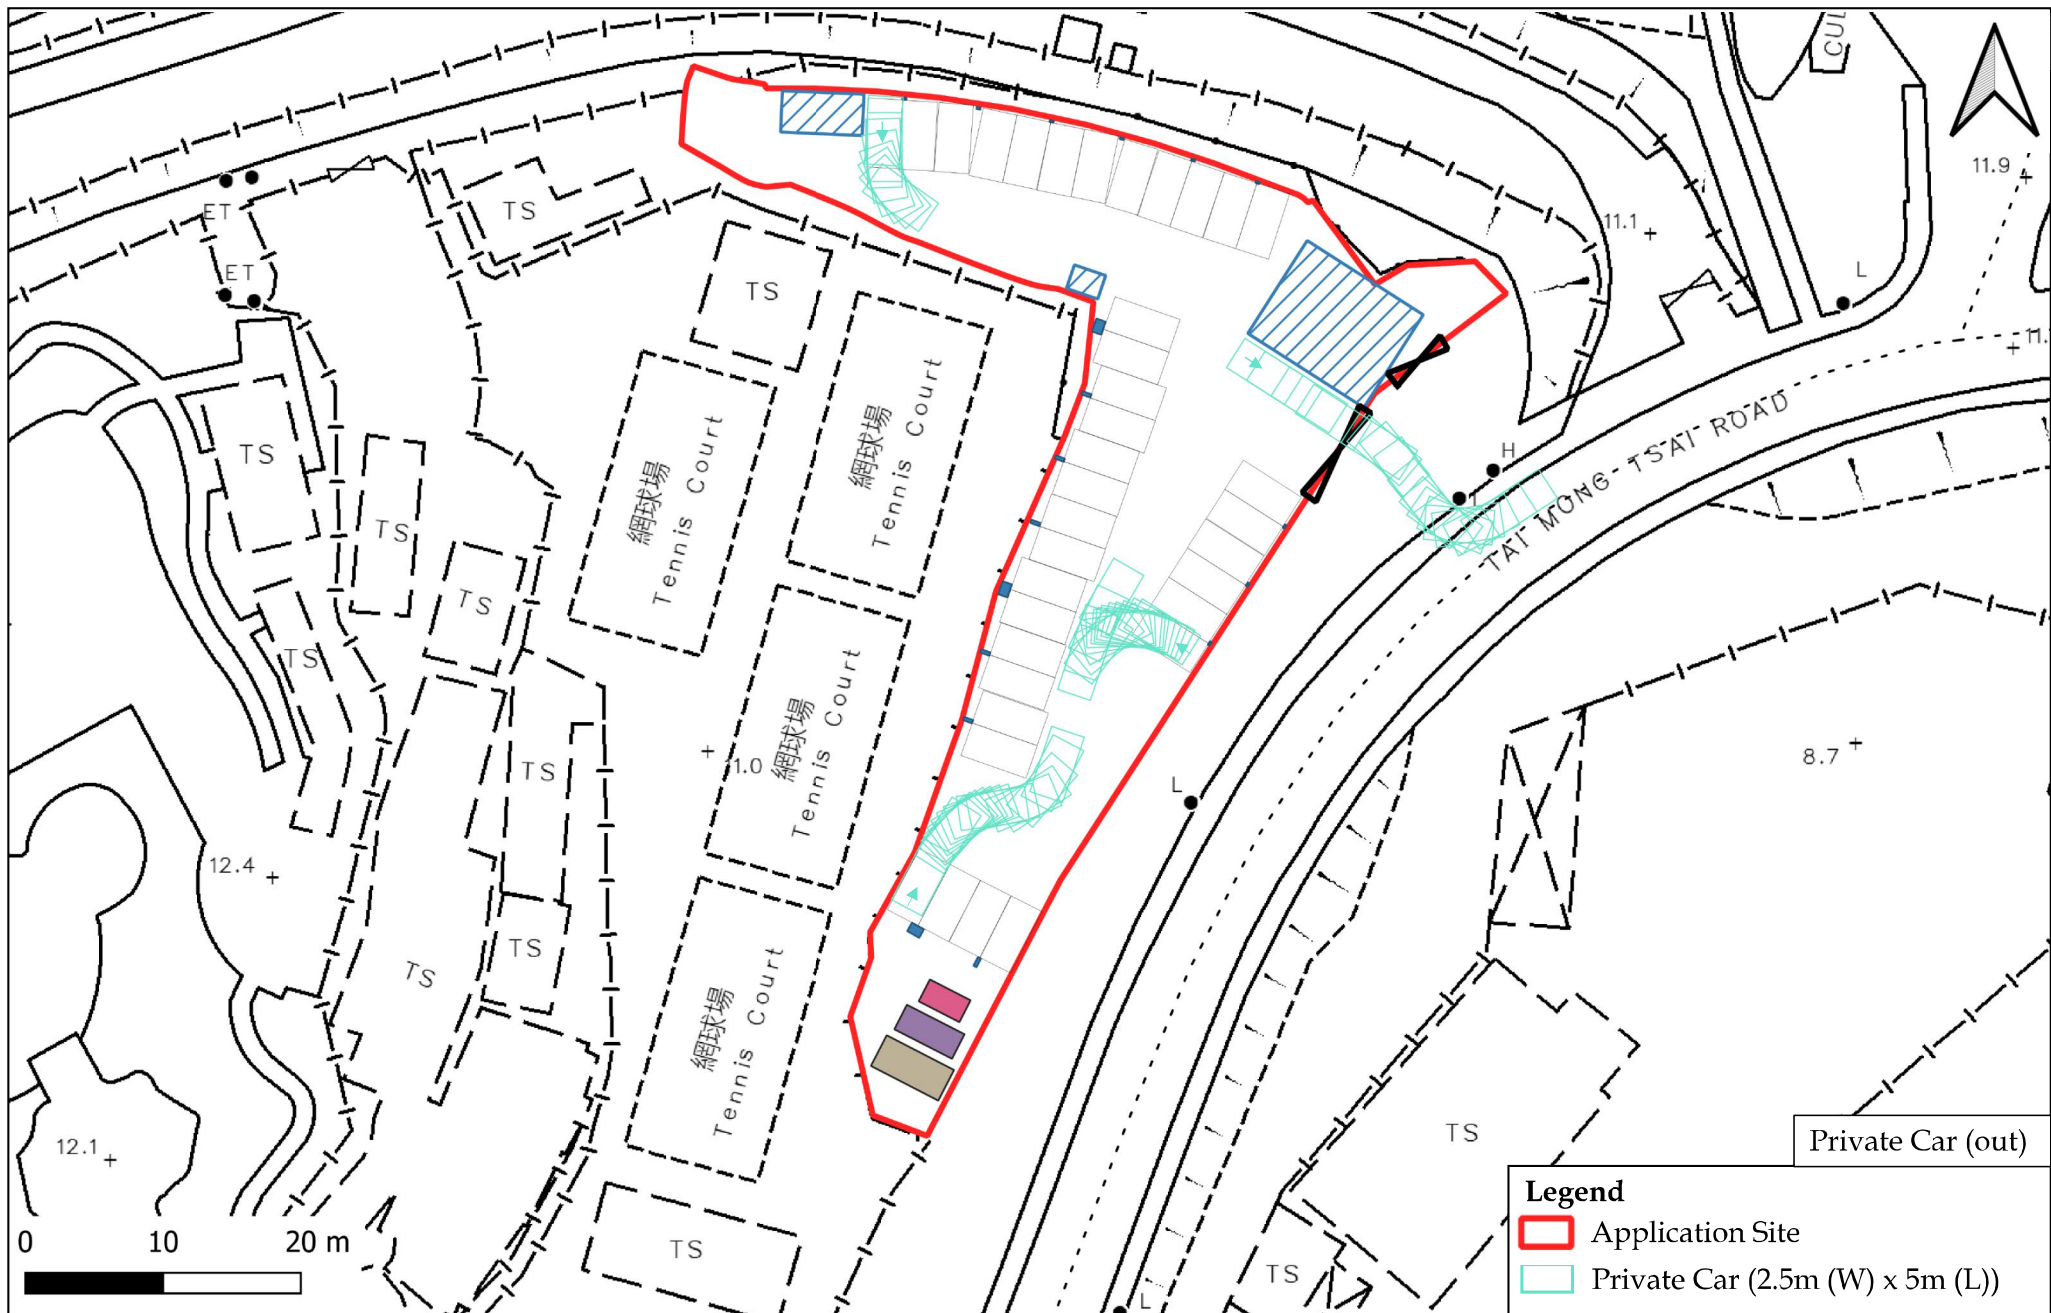 CUL
11.9
ET
TS
11.1
ET
L
TS
11.
網球場
Tennis Court
網球場
Tennis Court
TAI MONG TSAI ROAD
TS
H
T
TS
TS
TS
網球場
Tennis Court
11.0
8.7
TS
L
12.4
TS
TS
網球場
Tennis Court
12.1
TS
TS
TS
L
Private Car (out)
Legend
Application Site
Private Car (2.5m (W) x 5m (L))
0 10 20 m